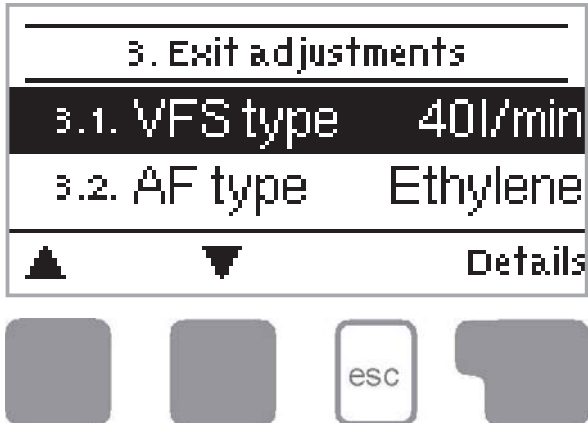 3. Exit adjustments
3.1. VFS type 40l/min
3.2. AF type Ethylene
▲ ▼ Details
esc